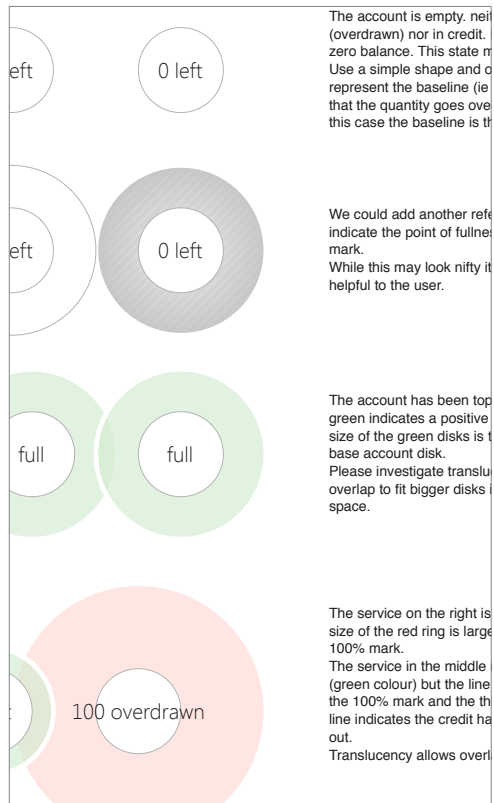 left
0 left
The account is empty. neit
(overdrawn) nor in credit.
zero balance. This state m
Use a simple shape and o
represent the baseline (ie
that the quantity goes ove
this case the baseline is th
eft
0 left
We could add another refe
indicate the point of fullnes
mark.
While this may look nifty it
helpful to the user.
full
full
The account has been top
green indicates a positive
size of the green disks is t
base account disk.
Please investigate transluc
overlap to fit bigger disks i
space.
100 overdrawn
The service on the right is
size of the red ring is large
100% mark.
The service in the middle i
(green colour) but the line
the 100% mark and the th
line indicates the credit ha
out.
Translucency allows overla